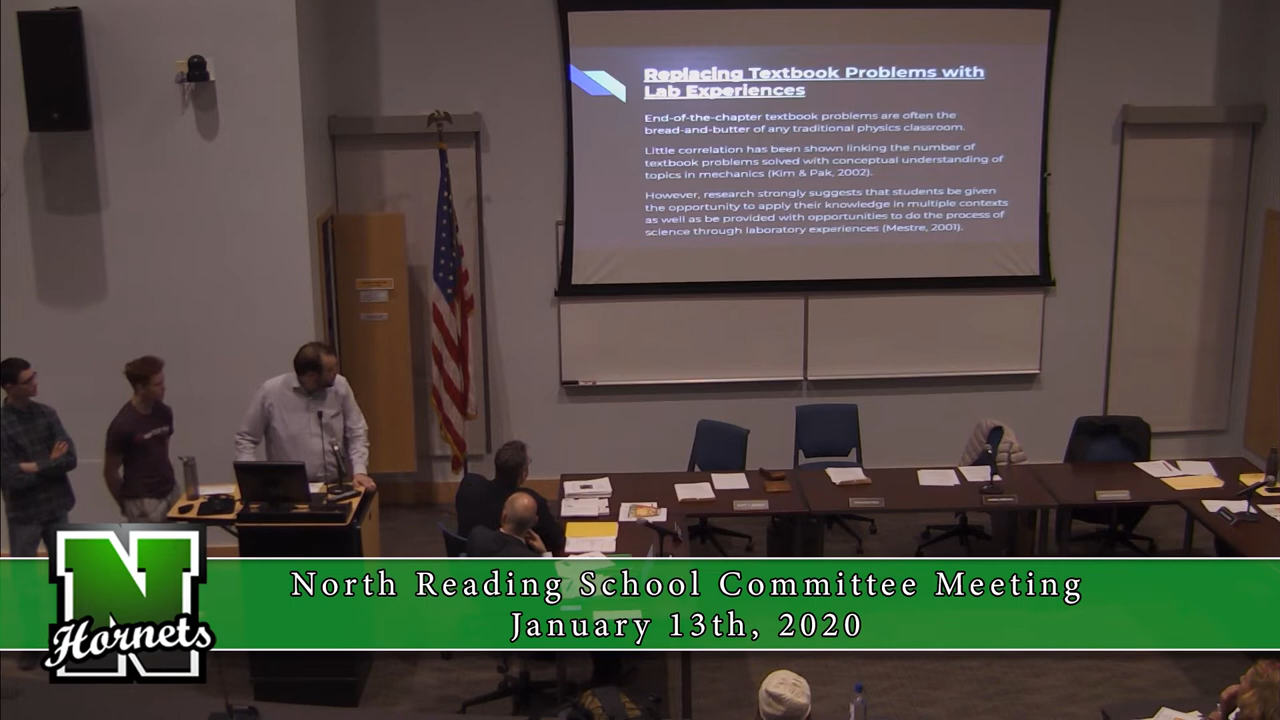 Replacing Textbook Problems with
Lab Experiences
End-of-the-chapter textbook problems are often the
bread-and-butter of any traditional physics classroom.
Little correlation has been shown linking the number of
textbook problems solved with conceptual understanding of
topics in mechanics (Kim & Pak, 2002).
However, research strongly suggests that students be given
the opportunity to apply their knowledge in multiple contexts
as well as be provided with opportunities to do the process of
science through laboratory experiences (Mestre, 2001).
N
Hornets
North Reading School Committee Meeting
January 13th, 2020